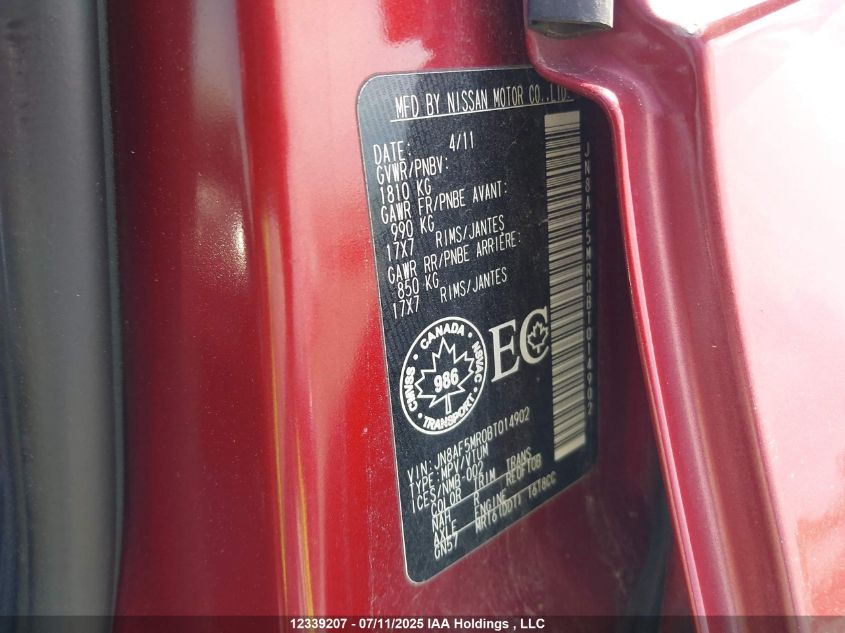 MFD BY NISSAN MOTOR CO.,LTD.
DATE: 4/11
GVWR/PNBV:
1810 KG
GAWR FR/PNBE AVANT:
990 KG
17X7 RIMS/JANTES
GAWR RR/PNBE ARRIÈRE:
850 KG
17X7 RIMS/JANTES
CANADA
CMVSS 986 NSVAC
TRANSPORT
EC
VIN: JN8AF5MR0BT014902
TYPE: MPV/VTUM
ICES/NMB-002
COLOR TRIM TRANS
NAH R RE0F10B
AXLE ENGINE
GN57 MR16(DDT) 1618CC
JN8AF5MR0BT014902
12339207 - 07/11/2025 IAA Holdings , LLC